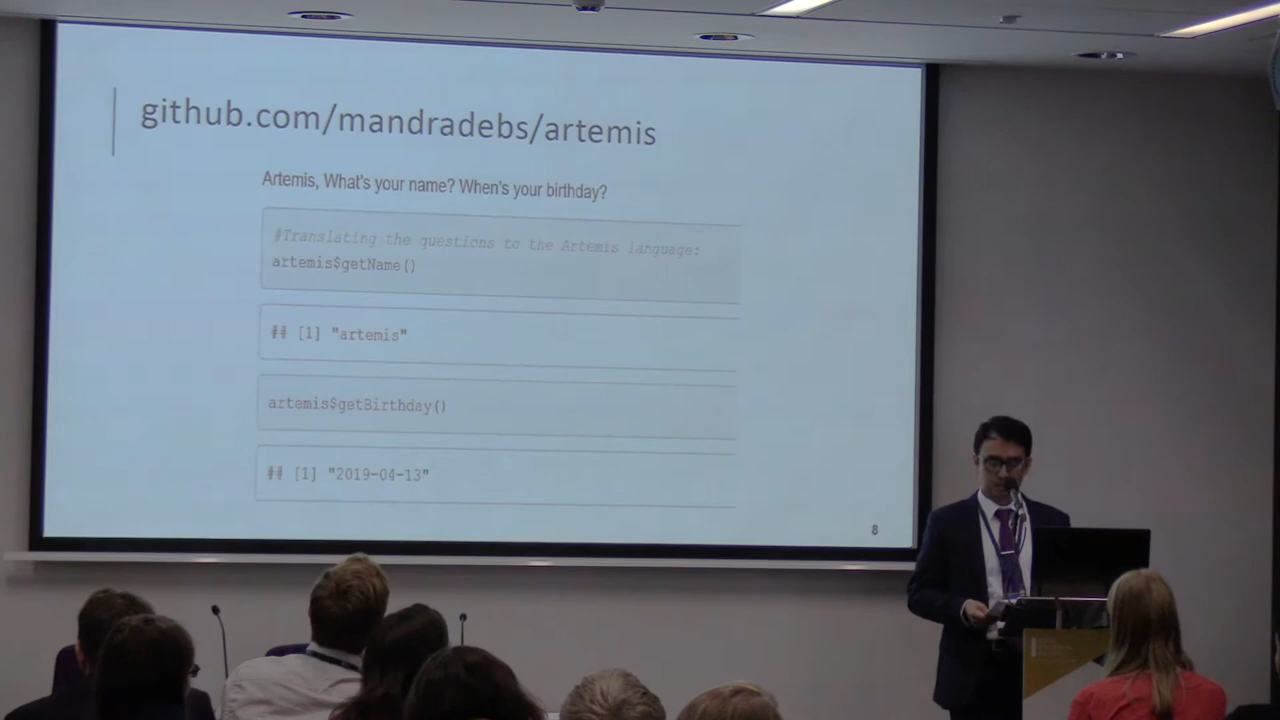 github.com/mandradebs/artemis
Artemis, What's your name? When's your birthday?
#Translating the questions to the Artemis language:
artemis$getName()
## [1] "artemis"
artemis$getBirthday()
## [1] "2019-04-13"
8